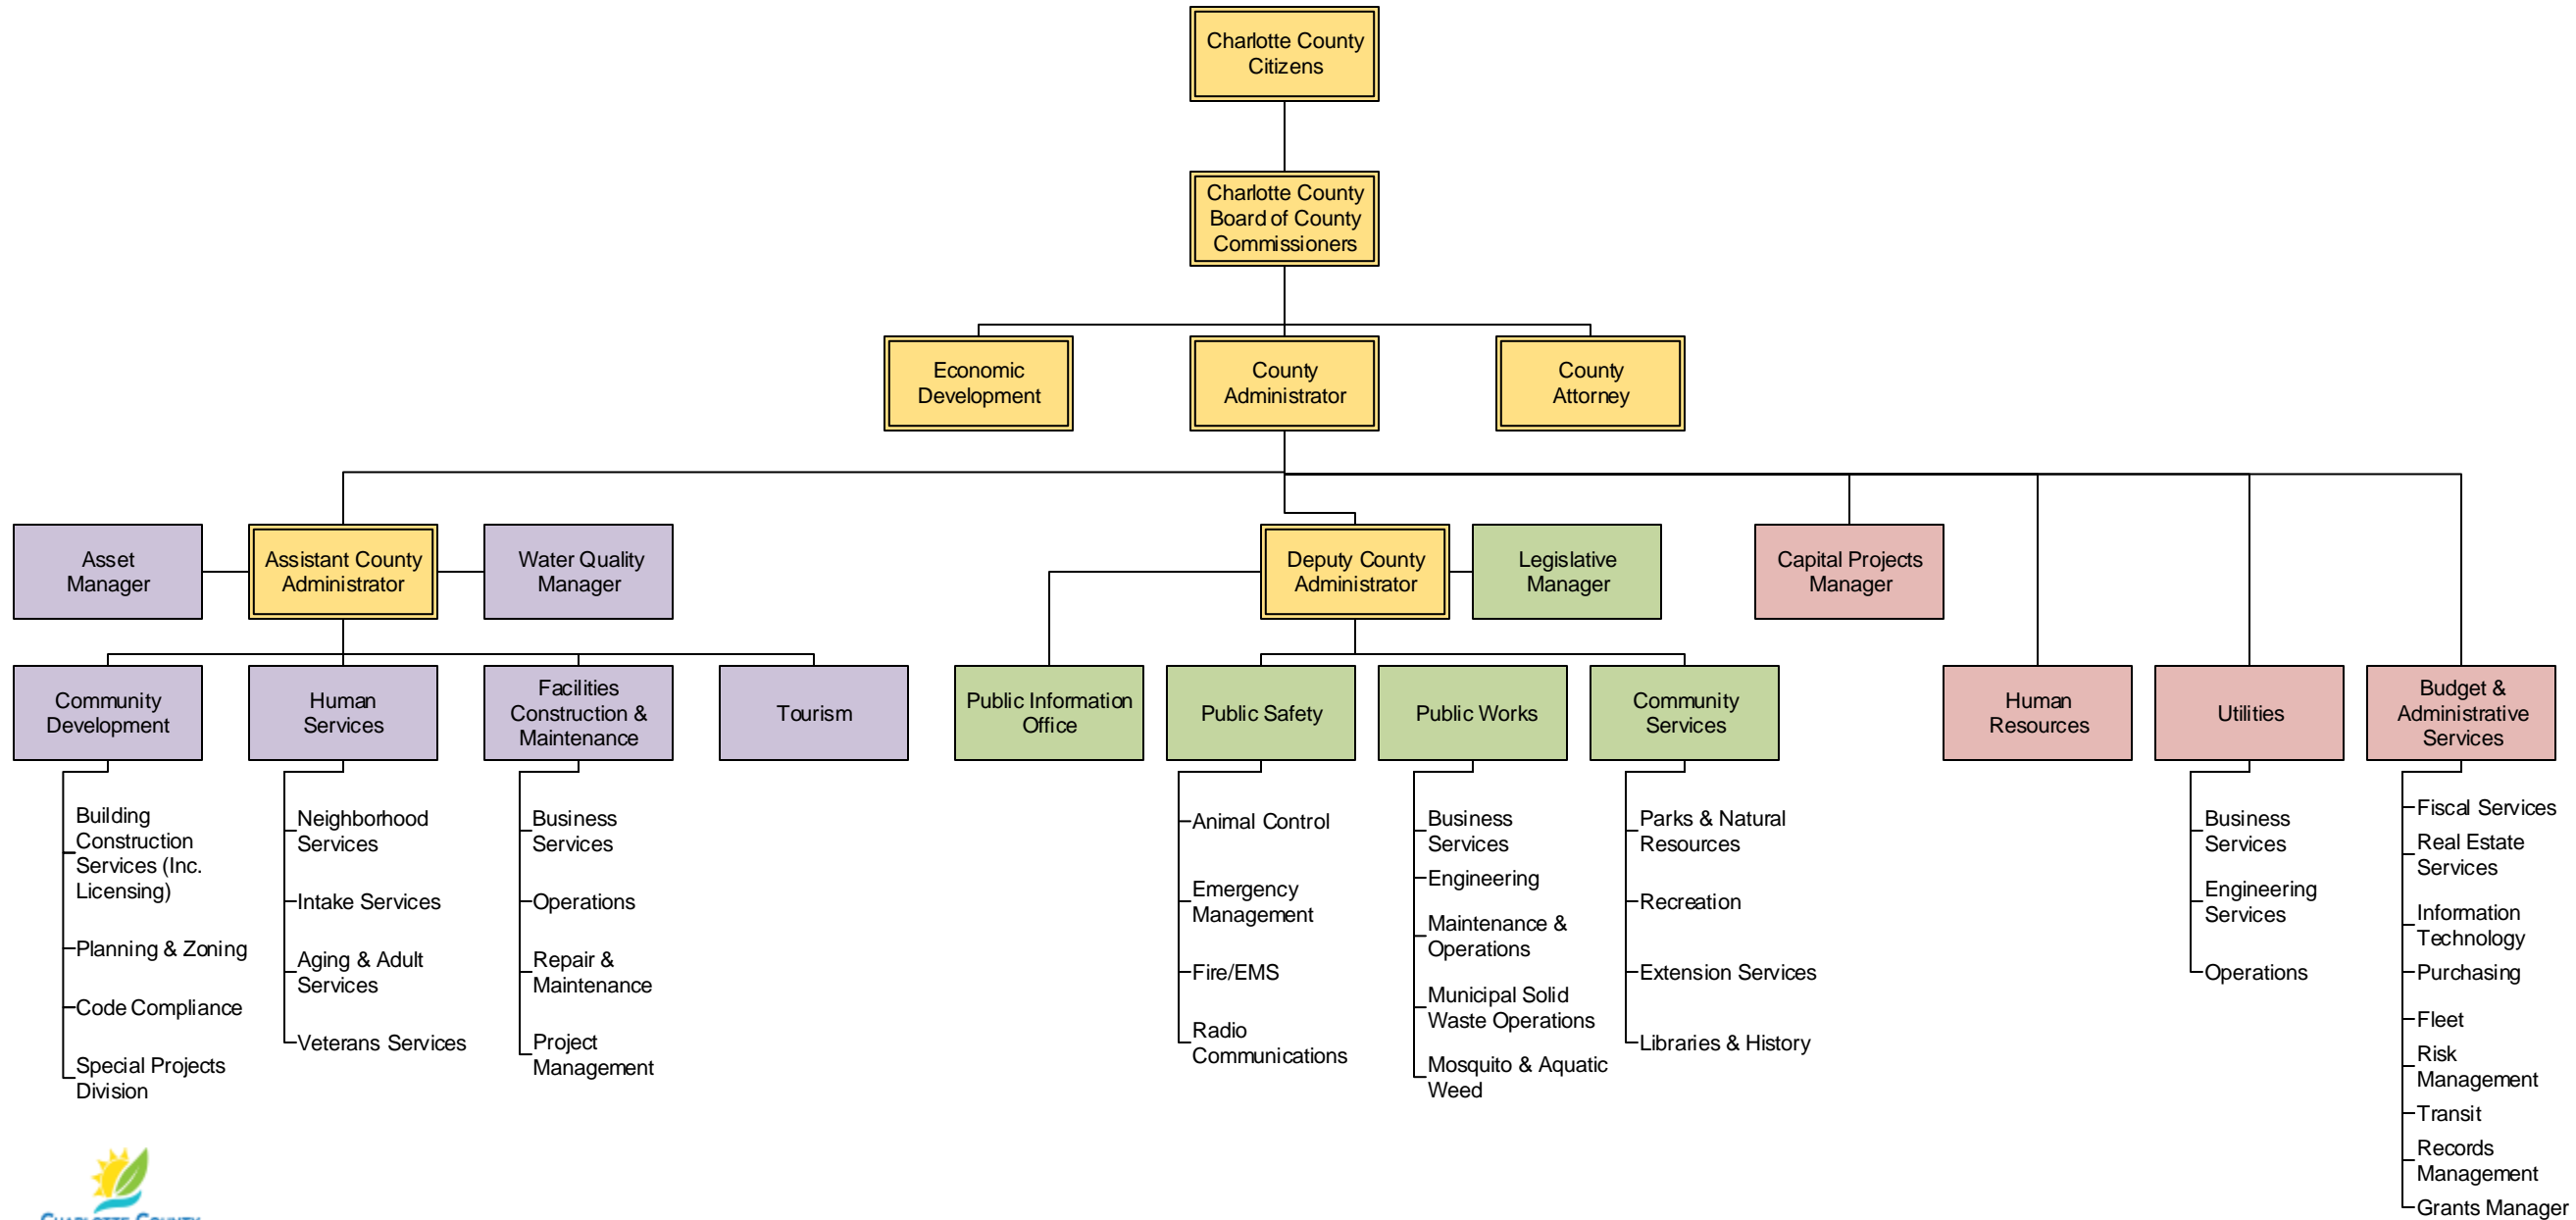 Charlotte County
Citizens
Charlotte County
Board of County
Commissioners
Economic
Development
County
Administrator
County
Attorney
Asset
Manager
Assistant County
Administrator
Water Quality
Manager
Deputy County
Administrator
Legislative
Manager
Capital Projects
Manager
Community
Development
Human
Services
Facilities
Construction &
Maintenance
Tourism
Public Information
Office
Public Safety
Public Works
Community
Services
Human
Resources
Utilities
Budget &
Administrative
Services
Building
Construction
Services (Inc.
Licensing)
Planning & Zoning
Code Compliance
Special Projects
Division
Neighborhood
Services
Intake Services
Aging & Adult
Services
Veterans Services
Business
Services
Operations
Repair &
Maintenance
Project
Management
Animal Control
Emergency
Management
Fire/EMS
Radio
Communications
Business
Services
Engineering
Maintenance &
Operations
Municipal Solid
Waste Operations
Mosquito & Aquatic
Weed
Parks & Natural
Resources
Recreation
Extension Services
Libraries & History
Business
Services
Engineering
Services
Operations
Fiscal Services
Real Estate
Services
Information
Technology
Purchasing
Fleet
Risk
Management
Transit
Records
Management
Grants Manager
CHARLOTTE COUNTY